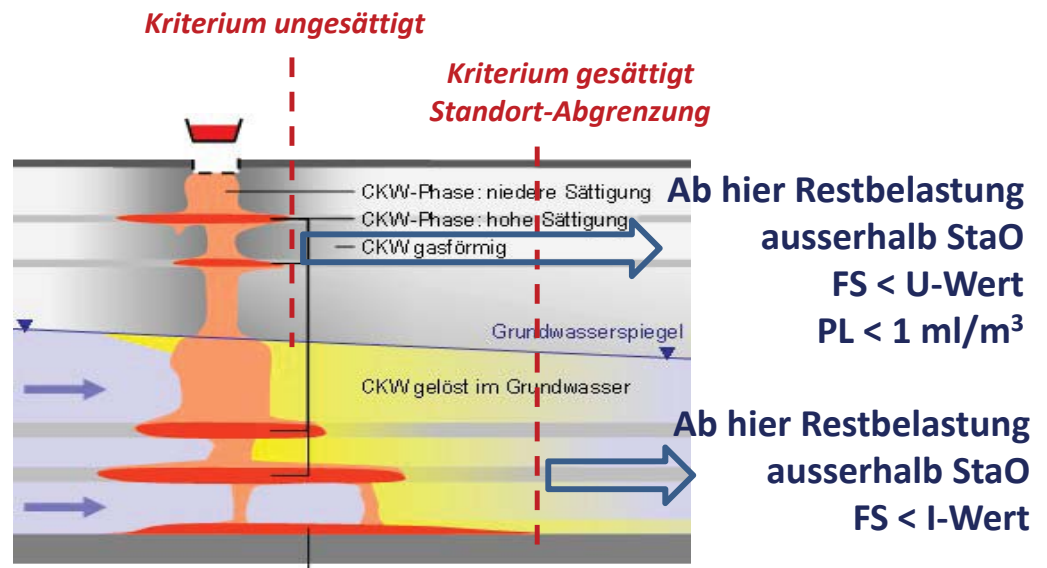 Kriterium ungesättigt
Kriterium gesättigt
Standort-Abgrenzung
CKW-Phase: niedere Sättigung
CKW-Phase: hohe Sättigung
CKW gasförmig
Ab hier Restbelastung
ausserhalb StaO
FS < U-Wert
PL < 1 ml/m³
Grundwasserspiegel
CKW gelöst im Grundwasser
Ab hier Restbelastung
ausserhalb StaO
FS < I-Wert